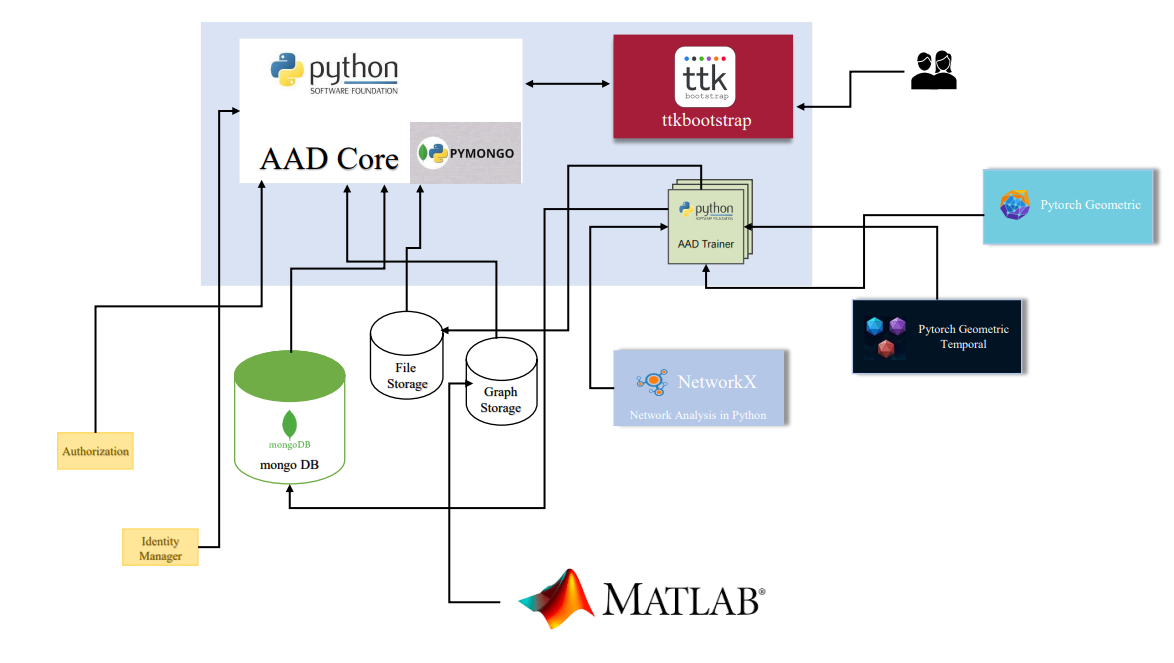 python
SOFTWARE FOUNDATION
AAD Core
PYMONGO
ttk
bootstrap
ttkbootstrap
python
SOFTWARE FOUNDATION
AAD Trainer
Pytorch Geometric
Pytorch Geometric
Temporal
File
Storage
Graph
Storage
NetworkX
Network Analysis in Python
mongoDB
mongo DB
Authorization
Identity
Manager
MATLAB®